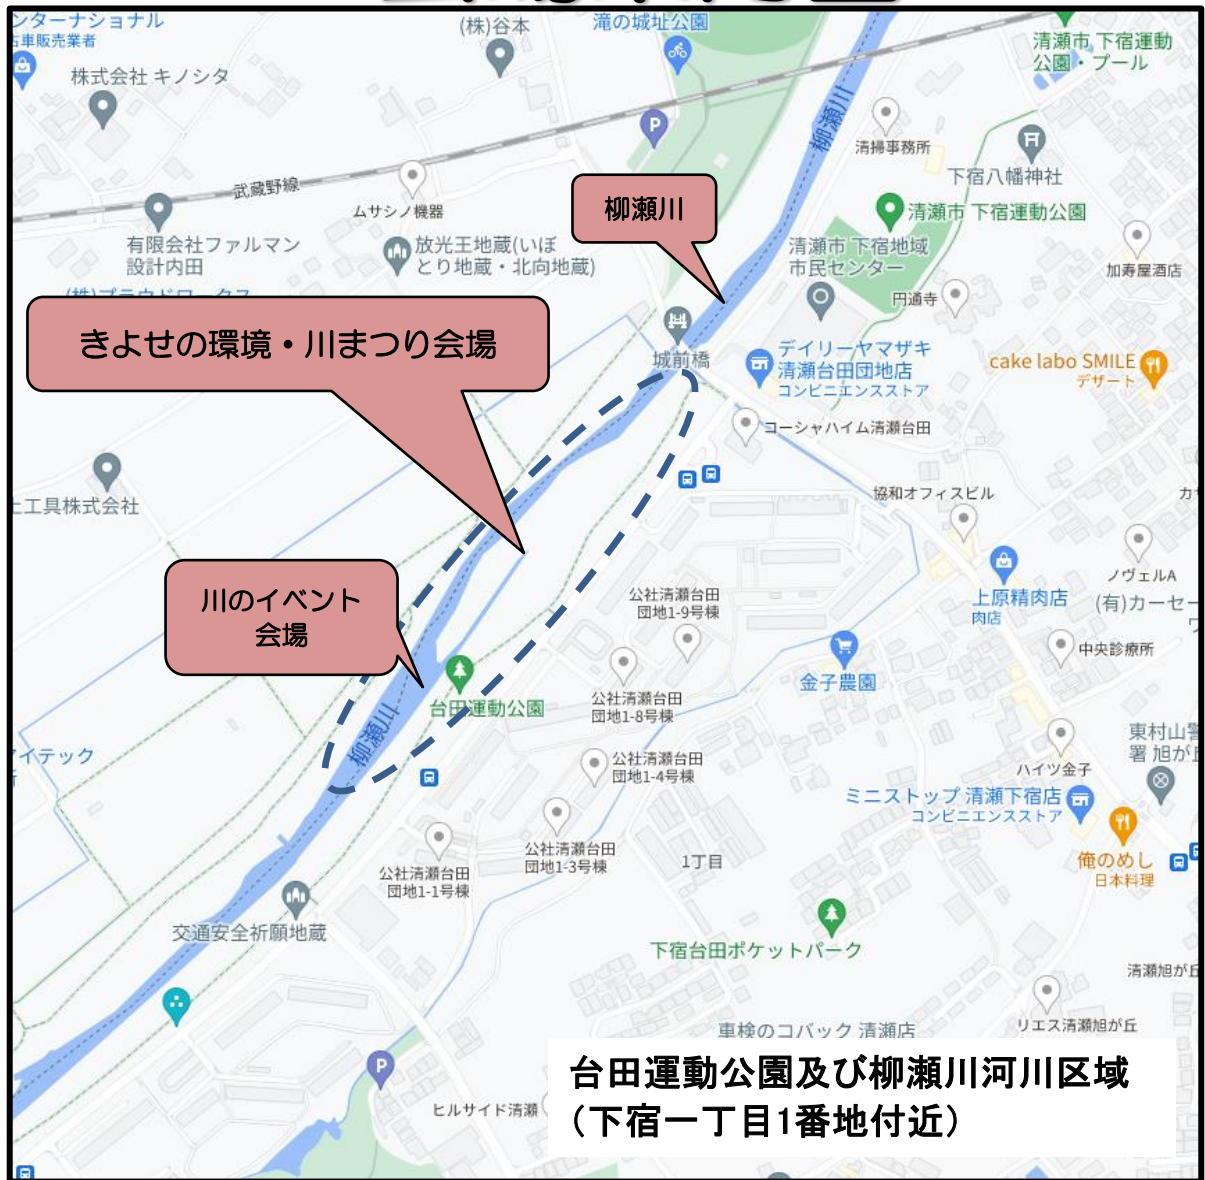 ンターナショナル
古車販売業者
株式会社 キノシタ
(株)谷本
滝の城址公園
清瀬市 下宿運動
公園・プール
柳瀬川
清掃事務所
下宿八幡神社
武蔵野線
ムサシノ機器
柳瀬川
清瀬市 下宿運動公園
有限会社ファルマン
設計内田
放光王地蔵(いぼ
とり地蔵・北向地蔵)
清瀬市 下宿地域
市民センター
加寿屋酒店
円通寺
(株)プラウドワークス
きよせの環境・川まつり会場
城前橋
デイリーヤマザキ
清瀬台田団地店
コンビニエンスストア
cake labo SMILE
デザート
コーシャハイム清瀬台田
土工具株式会社
協和オフィスビル
カ
川のイベント
会場
公社清瀬台田
団地1-9号棟
上原精肉店
肉店
ノヴェルA
(有)カーセー
ワ
中央診療所
金子農園
台田運動公園
公社清瀬台田
団地1-8号棟
柳瀬川
アイテック
公社清瀬台田
団地1-4号棟
ハイツ金子
東村山警
署 旭が丘
ミニストップ 清瀬下宿店
コンビニエンスストア
公社清瀬台田
団地1-3号棟
1丁目
俺のめし
日本料理
公社清瀬台田
団地1-1号棟
交通安全祈願地蔵
下宿台田ポケットパーク
清瀬旭が丘
車検のコバック 清瀬店
リエス清瀬旭が丘
ヒルサイド清瀬
台田運動公園及び柳瀬川河川区域
(下宿一丁目1番地付近)